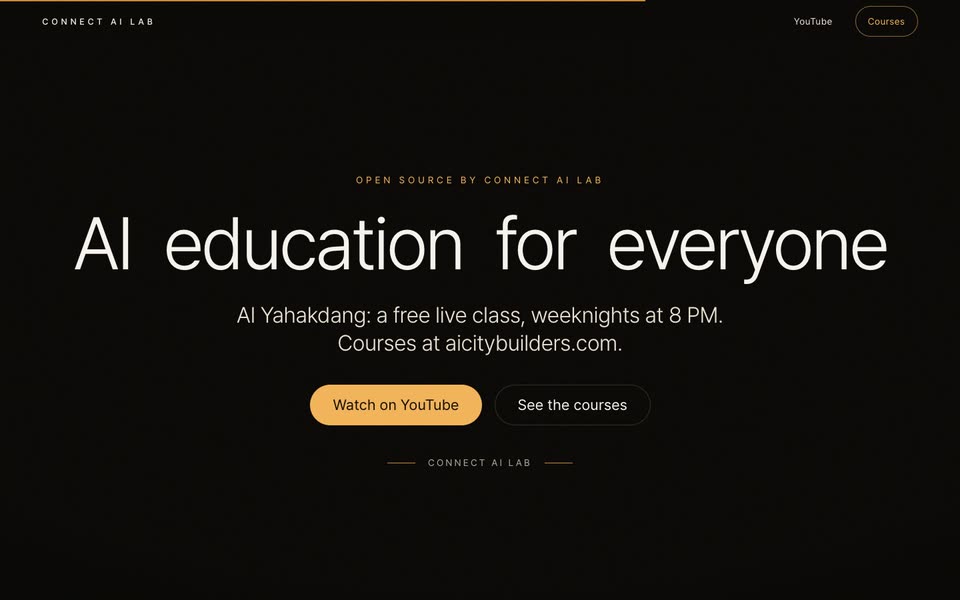 CONNECT AI LAB
YouTube
Courses
OPEN SOURCE BY CONNECT AI LAB
AI education for everyone
AI Yahakdang: a free live class, weeknights at 8 PM.
Courses at aicitybuilders.com.
Watch on YouTube
See the courses
CONNECT AI LAB